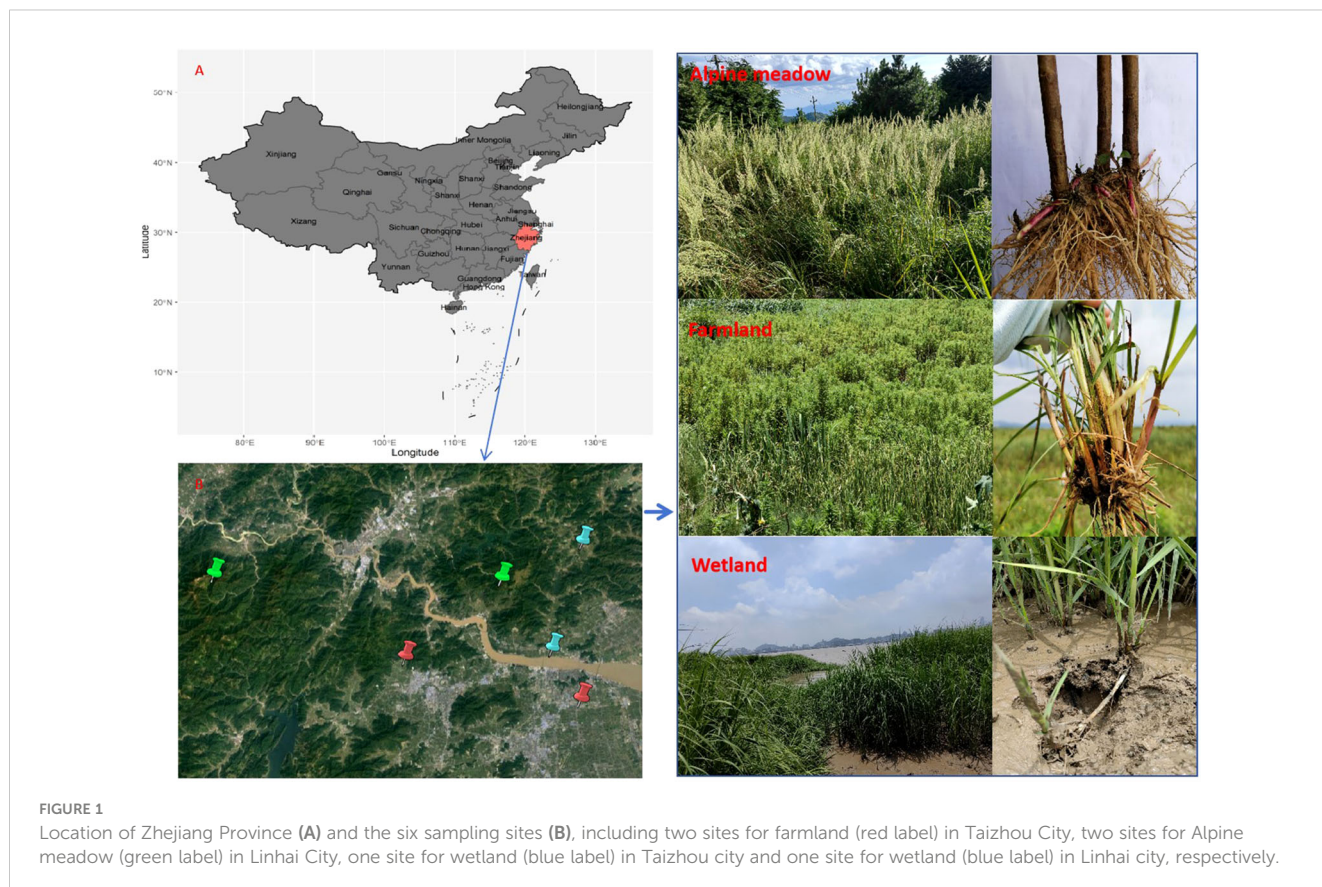 A
50°N
40°N
30°N
20°N
10°N
Latitude
80°E
90°E
100°E
110°E
120°E
130°E
Longitude
Heilongjiang
Jilin
Inner Mongolia
Liaoning
Xinjiang
Beijing
Tianjin
Gansu
Ningxia
Shanxi
Shandong
Qinghai
Shanxi
Henan
Jiangsu
Anhui
Shanghai
Xizang
Sichuan
Chongqing
Hubei
Zhejiang
Hunan
Jiangxi
Guizhou
Fujian
Yunnan
Taiwan
Guangdong
Hong Kong
Hainan
B
Alpine meadow
Farmland
Wetland
FIGURE 1
Location of Zhejiang Province (A) and the six sampling sites (B), including two sites for farmland (red label) in Taizhou City, two sites for Alpine
meadow (green label) in Linhai City, one site for wetland (blue label) in Taizhou city and one site for wetland (blue label) in Linhai city, respectively.